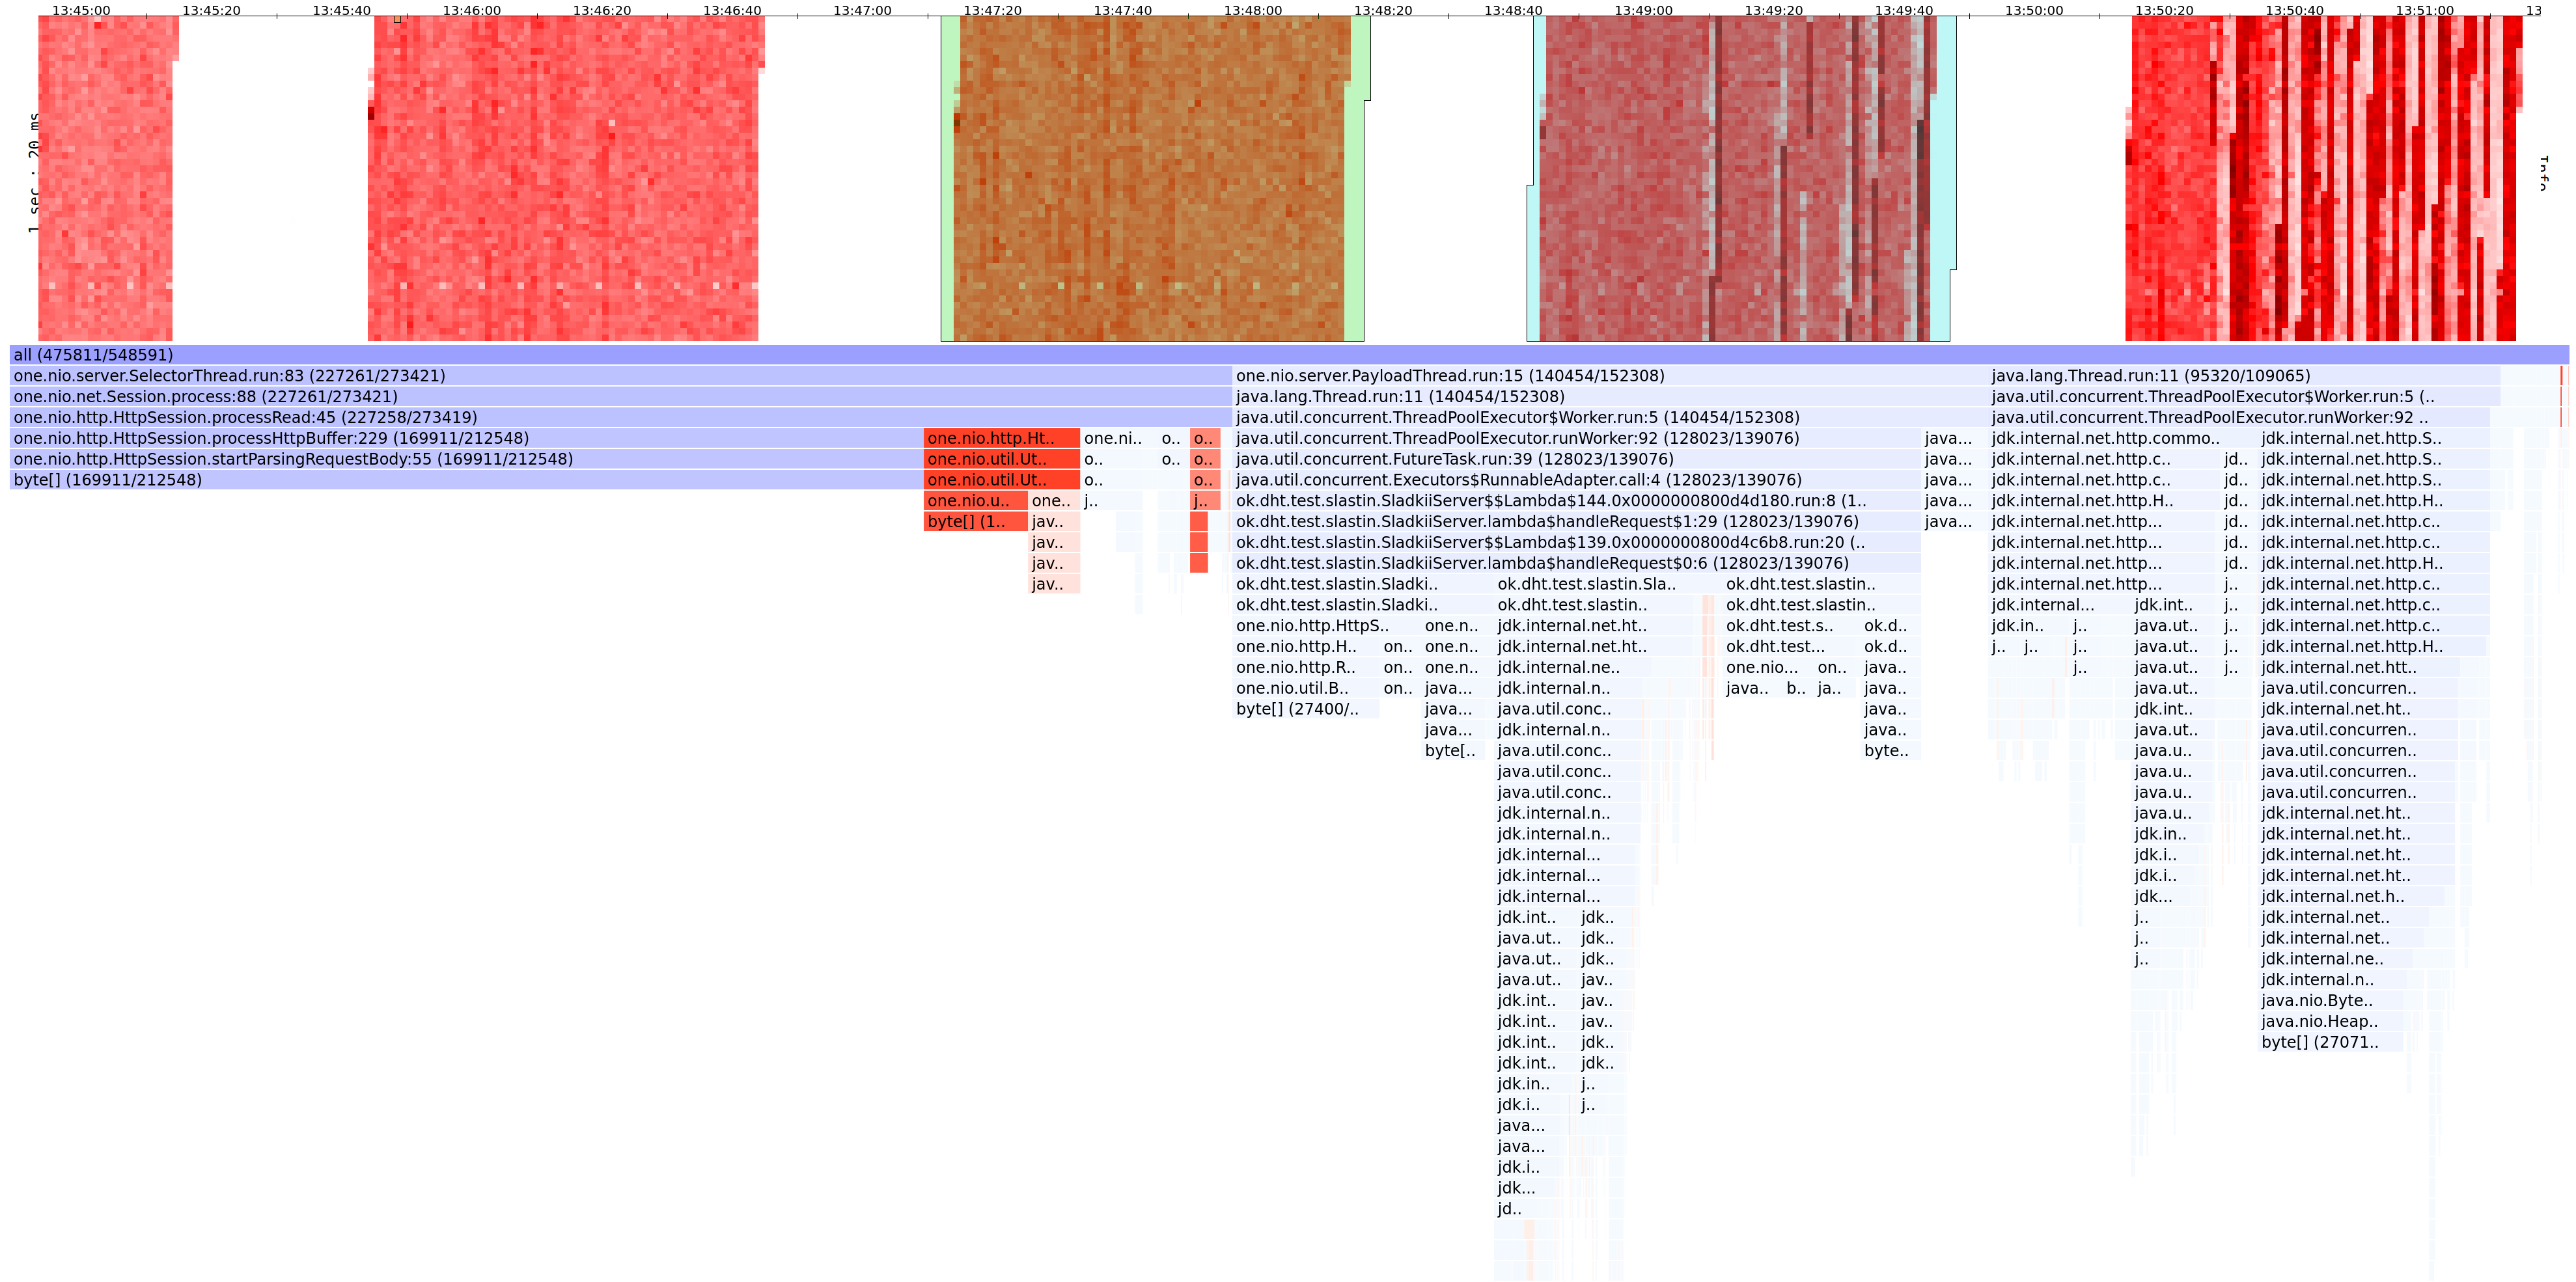 13:45:00 13:45:20 13:45:40 13:46:00 13:46:20 13:46:40 13:47:00 13:47:20 13:47:40 13:48:00 13:48:20 13:48:40 13:49:00 13:49:20 13:49:40 13:50:00 13:50:20 13:50:40 13:51:00 13
1 sec : 20 ms
Info
all (475811/548591)
one.nio.server.SelectorThread.run:83 (227261/273421) one.nio.server.PayloadThread.run:15 (140454/152308) java.lang.Thread.run:11 (95320/109065)
one.nio.net.Session.process:88 (227261/273421) java.lang.Thread.run:11 (140454/152308) java.util.concurrent.ThreadPoolExecutor$Worker.run:5 (..
one.nio.http.HttpSession.processRead:45 (227258/273419) java.util.concurrent.ThreadPoolExecutor$Worker.run:5 (140454/152308) java.util.concurrent.ThreadPoolExecutor.runWorker:92 ..
one.nio.http.HttpSession.processHttpBuffer:229 (169911/212548) one.nio.http.Ht.. one.ni.. o.. o.. java.util.concurrent.ThreadPoolExecutor.runWorker:92 (128023/139076) java... jdk.internal.net.http.commo.. jdk.internal.net.http.S..
one.nio.http.HttpSession.startParsingRequestBody:55 (169911/212548) one.nio.util.Ut.. o.. o.. o.. java.util.concurrent.FutureTask.run:39 (128023/139076) java... jdk.internal.net.http.c.. jd.. jdk.internal.net.http.S..
byte[] (169911/212548) one.nio.util.Ut.. o.. o.. java.util.concurrent.Executors$RunnableAdapter.call:4 (128023/139076) java... jdk.internal.net.http.c.. jd.. jdk.internal.net.http.S..
one.nio.u.. one.. j.. j.. ok.dht.test.slastin.SladkiiServer$$Lambda$144.0x0000000800d4d180.run:8 (1.. java... jdk.internal.net.http.H.. jd.. jdk.internal.net.http.H..
byte[] (1.. jav.. ok.dht.test.slastin.SladkiiServer.lambda$handleRequest$1:29 (128023/139076) java... jdk.internal.net.http... jd.. jdk.internal.net.http.c..
jav.. ok.dht.test.slastin.SladkiiServer$$Lambda$139.0x0000000800d4c6b8.run:20 (.. jdk.internal.net.http... jd.. jdk.internal.net.http.c..
jav.. ok.dht.test.slastin.SladkiiServer.lambda$handleRequest$0:6 (128023/139076) jdk.internal.net.http... jd.. jdk.internal.net.http.H..
jav.. ok.dht.test.slastin.Sladki.. ok.dht.test.slastin.Sla.. ok.dht.test.slastin.. jdk.internal.net.http... j.. jdk.internal.net.http.c..
ok.dht.test.slastin.Sladki.. ok.dht.test.slastin.. ok.dht.test.slastin.. jdk.internal... jdk.int.. j.. jdk.internal.net.http.c..
one.nio.http.HttpS.. one.n.. jdk.internal.net.ht.. ok.dht.test.s.. ok.d.. jdk.in.. j.. java.ut.. j.. jdk.internal.net.http.c..
one.nio.http.H.. on.. one.n.. jdk.internal.net.ht.. ok.dht.test... ok.d.. j.. j.. j.. java.ut.. j.. jdk.internal.net.http.H..
one.nio.http.R.. on.. one.n.. jdk.internal.ne.. one.nio... on.. java.. j.. java.ut.. j.. jdk.internal.net.htt..
one.nio.util.B.. on.. java... jdk.internal.n.. java.. b.. ja.. java.. java.ut.. java.util.concurren..
byte[] (27400/.. java... java.util.conc.. java.. jdk.int.. jdk.internal.net.ht..
java... jdk.internal.n.. java.. java.ut.. java.util.concurren..
byte[.. java.util.conc.. byte.. java.u.. java.util.concurren..
java.util.conc.. java.u.. java.util.concurren..
java.util.conc.. java.u.. java.util.concurren..
jdk.internal.n.. java.u.. jdk.internal.net.ht..
jdk.internal.n.. jdk.in.. jdk.internal.net.ht..
jdk.internal... jdk.i.. jdk.internal.net.ht..
jdk.internal... jdk.i.. jdk.internal.net.ht..
jdk.internal... jdk... jdk.internal.net.h..
jdk.int.. jdk.. j.. jdk.internal.net..
java.ut.. jdk.. j.. jdk.internal.net..
java.ut.. jdk.. j.. jdk.internal.ne..
java.ut.. jav.. jdk.internal.n..
jdk.int.. jav.. java.nio.Byte..
jdk.int.. jav.. java.nio.Heap..
jdk.int.. jdk.. byte[] (27071..
jdk.int.. jdk..
jdk.in.. j..
jdk.i.. j..
java...
java...
jdk.i..
jdk...
jd..